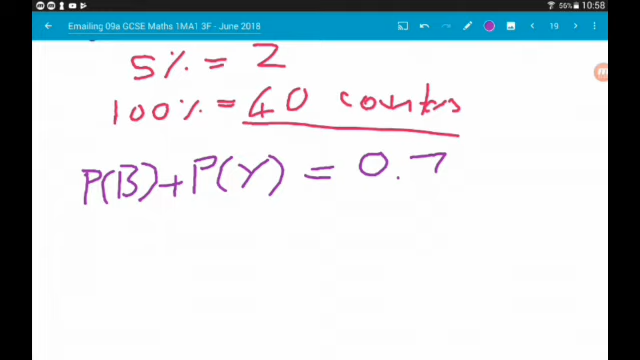 56% 10:58
Emailing 09a GCSE Maths 1MA1 3F - June 2018 19
5% = 2
100% = 40 counters
P(B)+P(Y) = 0.7